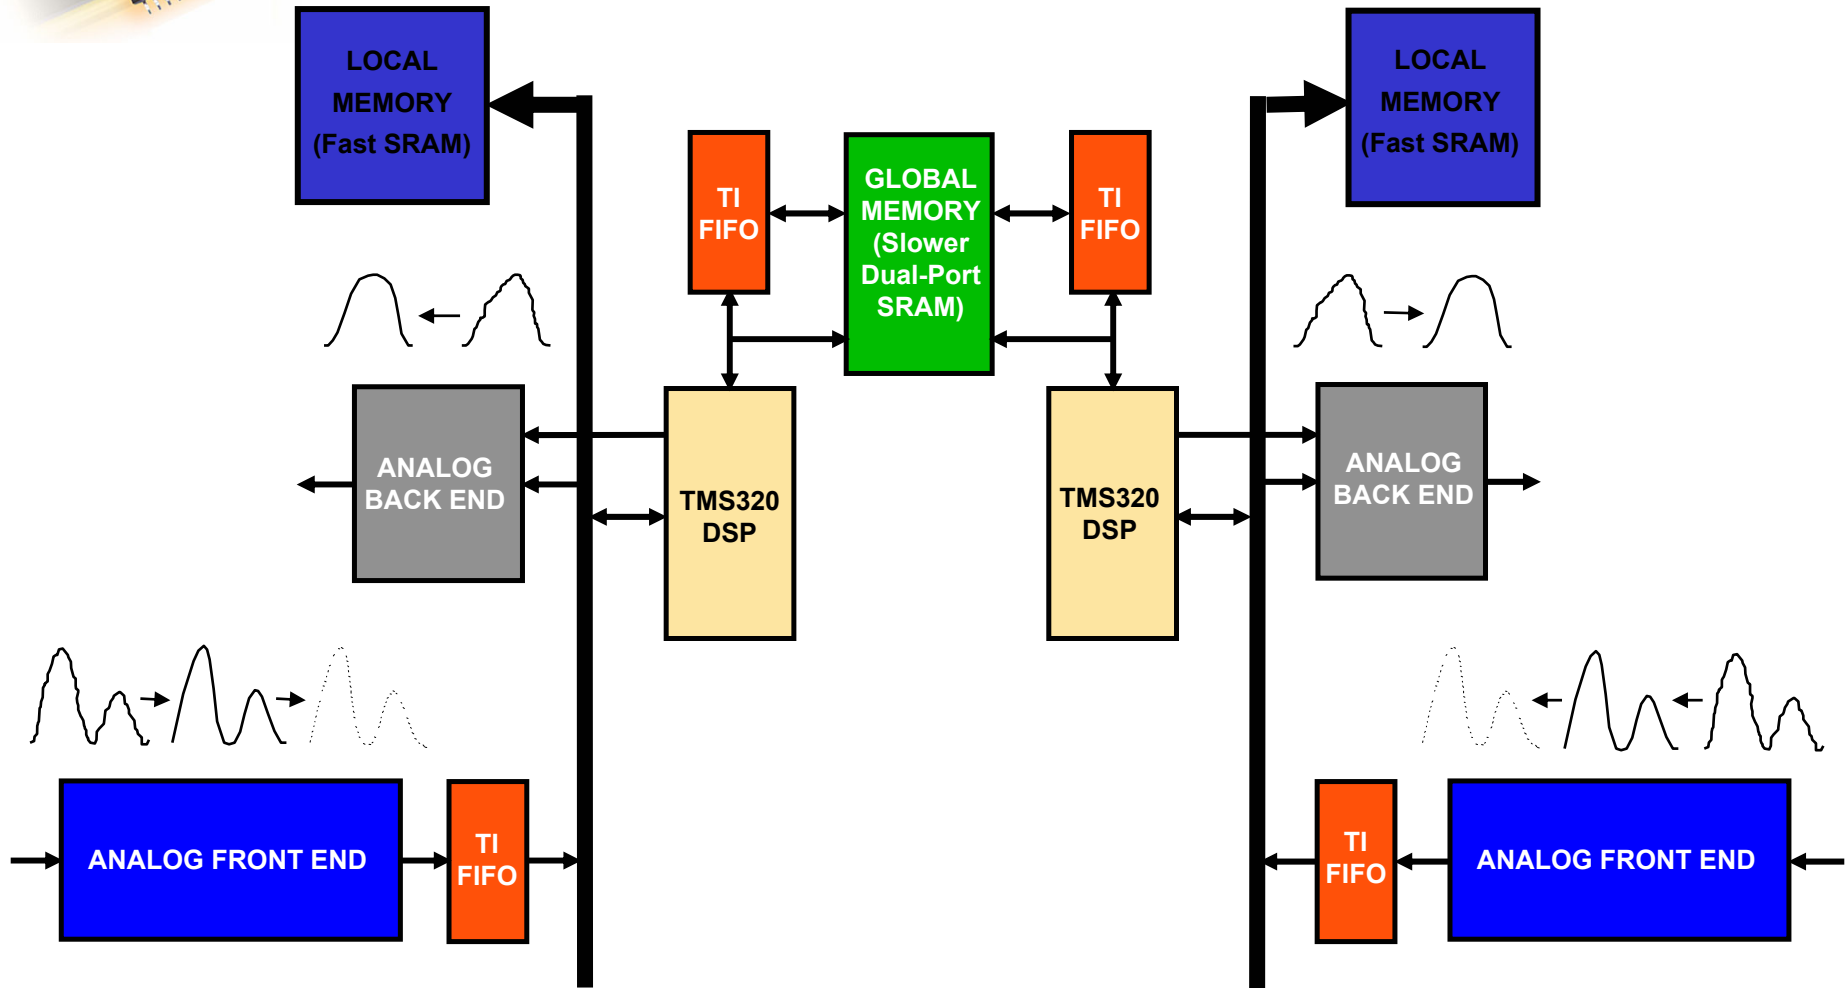 LOCAL
MEMORY
(Fast SRAM)
LOCAL
MEMORY
(Fast SRAM)
TI
FIFO
GLOBAL
MEMORY
(Slower
Dual-Port
SRAM)
TI
FIFO
ANALOG
BACK END
TMS320
DSP
TMS320
DSP
ANALOG
BACK END
ANALOG FRONT END
TI
FIFO
TI
FIFO
ANALOG FRONT END